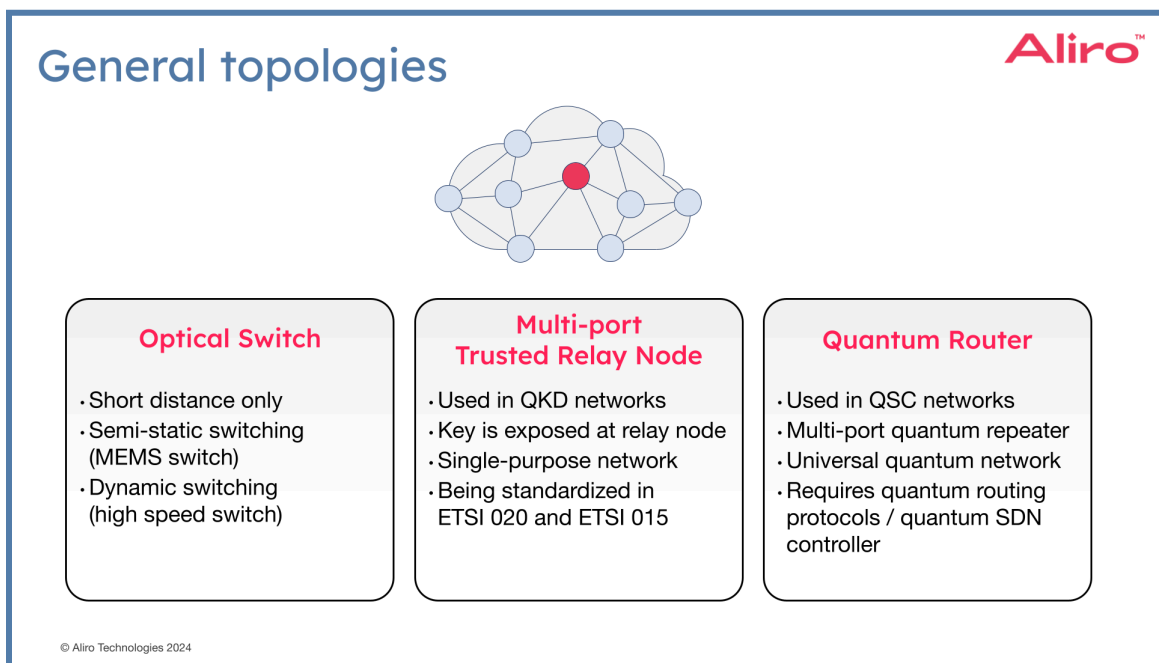 General topologies
Aliro™
Optical Switch
· Short distance only
· Semi-static switching
(MEMS switch)
· Dynamic switching
(high speed switch)
Multi-port
Trusted Relay Node
· Used in QKD networks
· Key is exposed at relay node
· Single-purpose network
· Being standardized in
ETSI 020 and ETSI 015
Quantum Router
· Used in QSC networks
· Multi-port quantum repeater
· Universal quantum network
· Requires quantum routing
protocols / quantum SDN
controller
© Aliro Technologies 2024